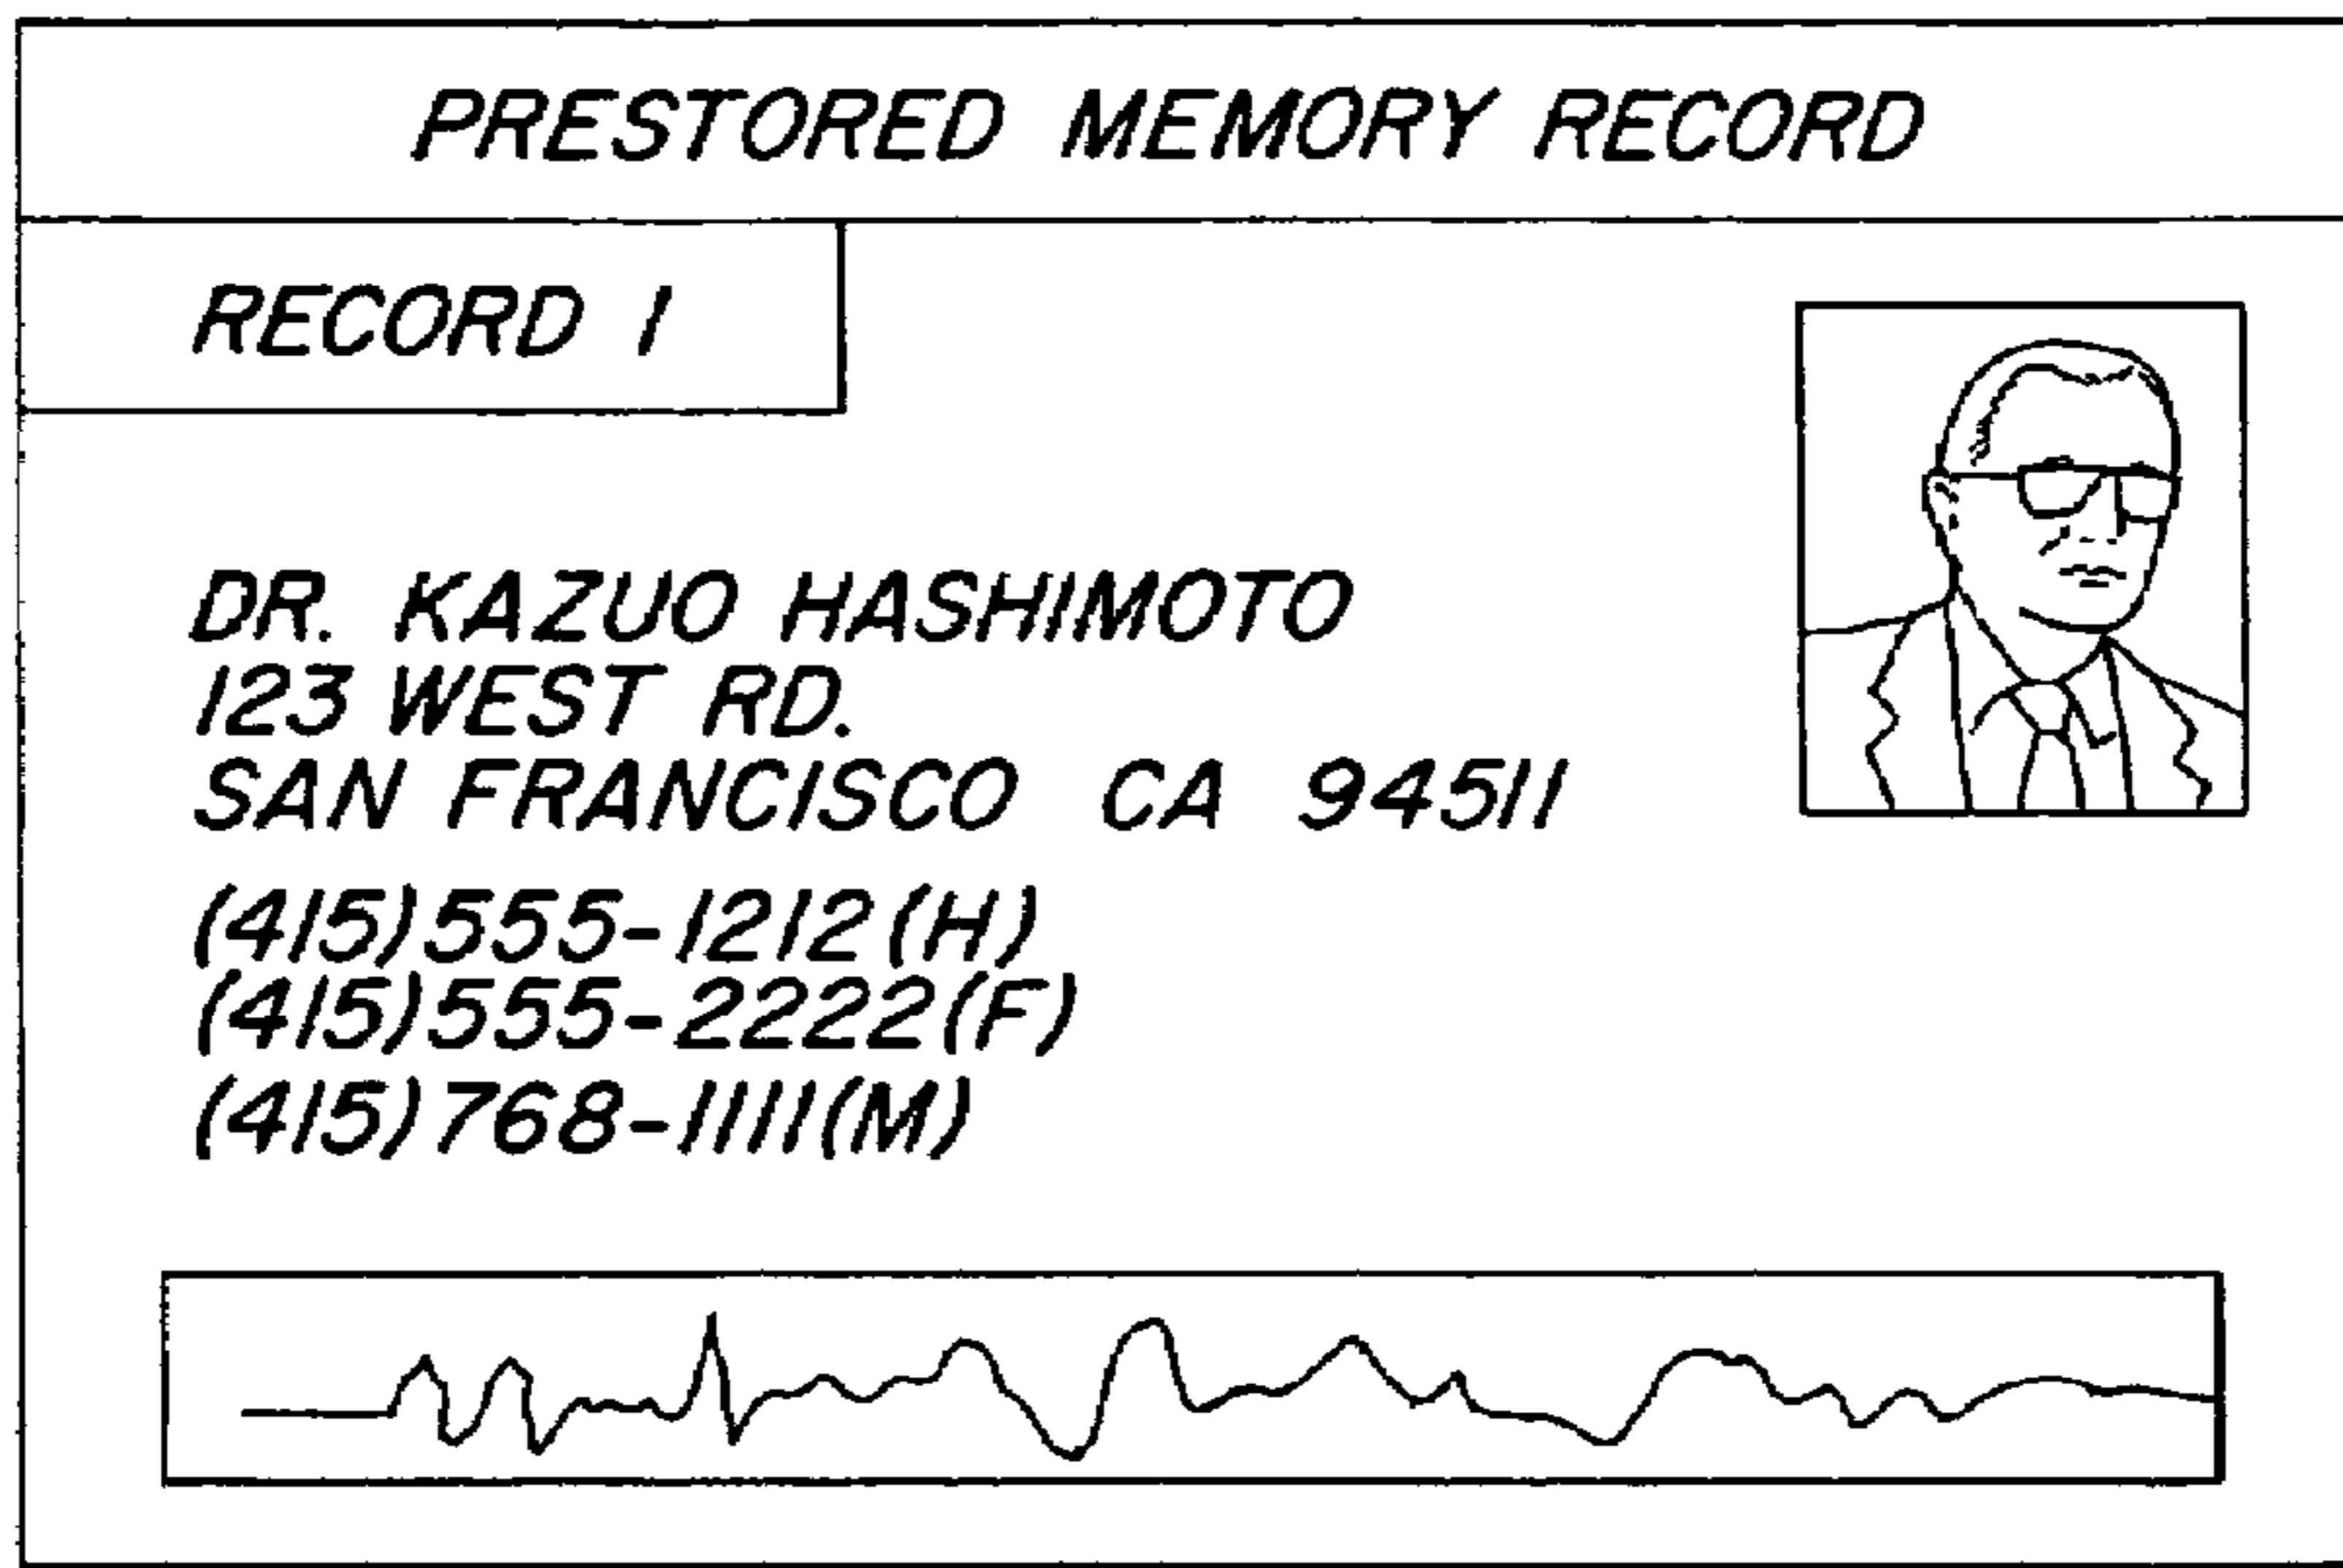 PRESTORED MEMORY RECORD
RECORD 1
DR. KAZUO HASHIMOTO
123 WEST RD.
SAN FRANCISCO CA 94511
(415)555-1212(H)
(415)555-2222(F)
(415)768-1111(M)